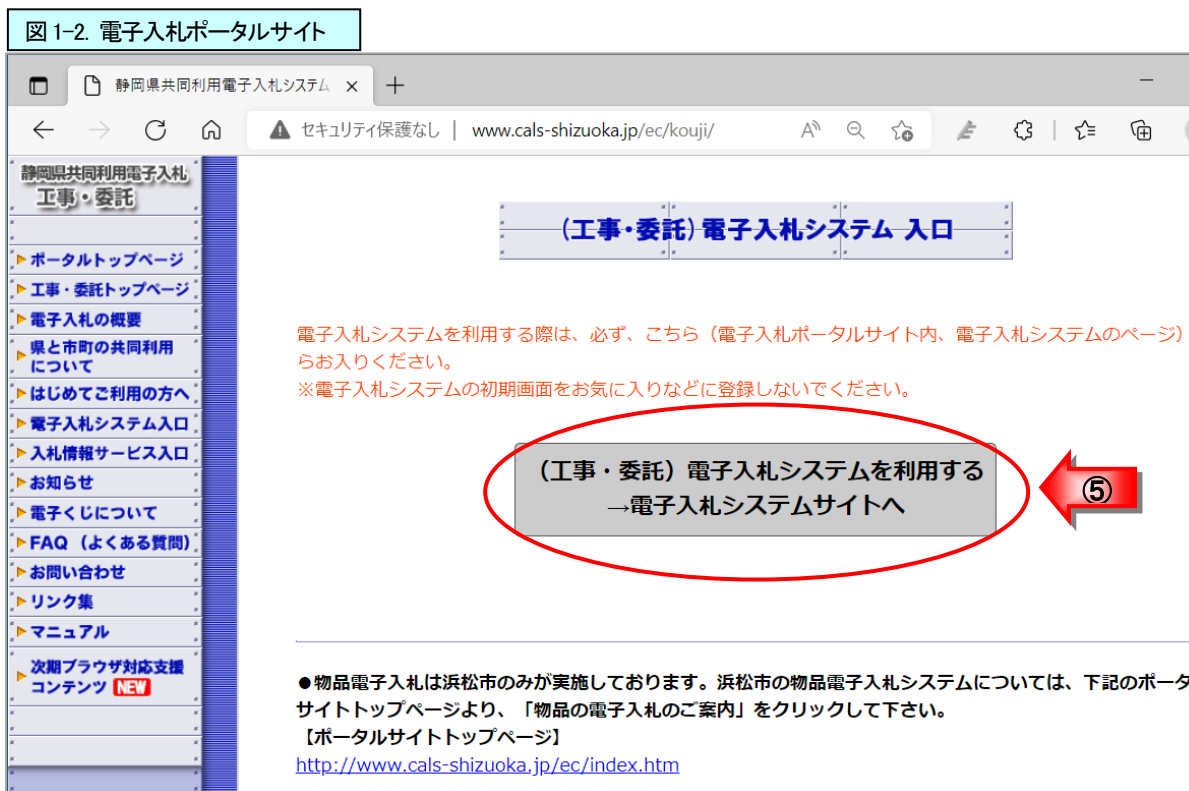 図 1-2. 電子入札ポータルサイト
静岡県共同利用電子入札システム
セキュリティ保護なし | www.cals-shizuoka.jp/ec/kouji/
静岡県共同利用電子入札
工事・委託
ポータルトップページ
工事・委託トップページ
電子入札の概要
県と市町の共同利用
について
はじめてご利用の方へ
電子入札システム入口
入札情報サービス入口
お知らせ
電子くじについて
FAQ (よくある質問)
お問い合わせ
リンク集
マニュアル
次期ブラウザ対応支援
コンテンツ NEW
(工事・委託)電子入札システム 入口
電子入札システムを利用する際は、必ず、こちら（電子入札ポータルサイト内、電子入札システムのページ）
らお入りください。
※電子入札システムの初期画面をお気に入りなどに登録しないでください。
（工事・委託）電子入札システムを利用する
→電子入札システムサイトへ
⑤
●物品電子入札は浜松市のみが実施しております。浜松市の物品電子入札システムについては、下記のポータ
サイトトップページより、「物品の電子入札のご案内」をクリックして下さい。
【ポータルサイトトップページ】
http://www.cals-shizuoka.jp/ec/index.htm